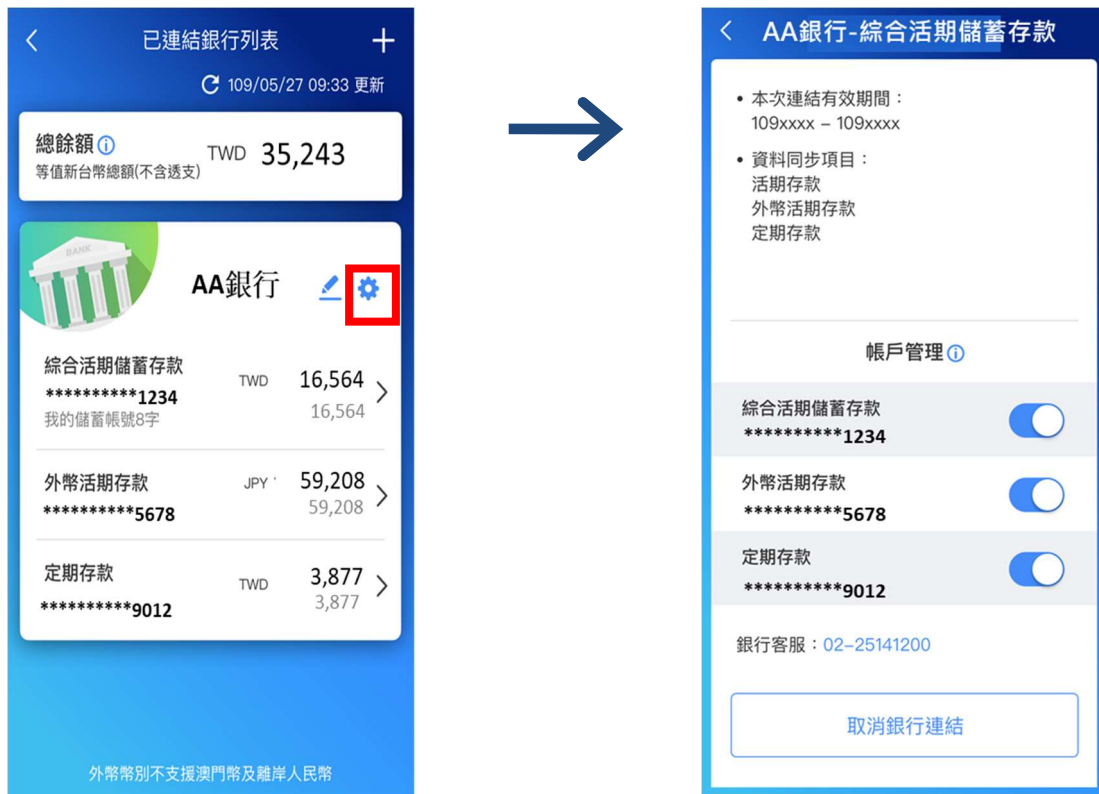 已連結銀行列表
109/05/27 09:33 更新
總餘額
等值新台幣總額(不含透支)
TWD 35,243
BANK
AA銀行
綜合活期儲蓄存款
**********1234
我的儲蓄帳號8字
TWD 16,564
16,564
外幣活期存款
**********5678
JPY 59,208
59,208
定期存款
**********9012
TWD 3,877
3,877
外幣幣別不支援澳門幣及離岸人民幣
AA銀行-綜合活期儲蓄存款
• 本次連結有效期間：
109xxxx – 109xxxx
• 資料同步項目：
活期存款
外幣活期存款
定期存款
帳戶管理
綜合活期儲蓄存款
**********1234
外幣活期存款
**********5678
定期存款
**********9012
銀行客服：02-25141200
取消銀行連結